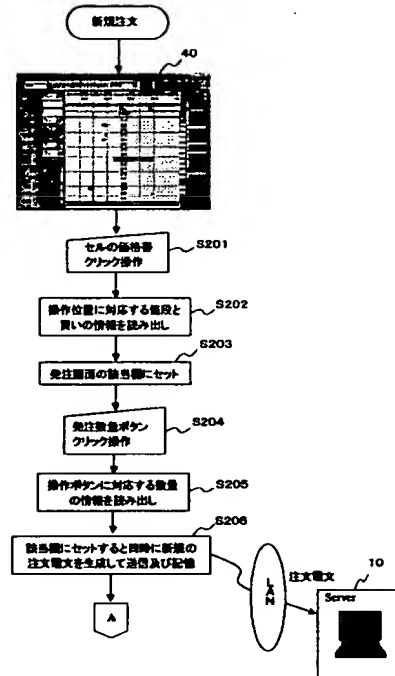 新規注文
40
セルの価格帯
クリック操作
S201
操作位置に対応する値段と
買いの情報を読み出し
S202
S203
発注画面の該当欄にセット
S204
発注数量ボタン
クリック操作
操作ボタンに対応する数量
の情報を読み出し
S205
S206
該当欄にセットすると同時に新規の
注文電文を生成して送信及び記憶
LAN
注文電文
10
Server
A